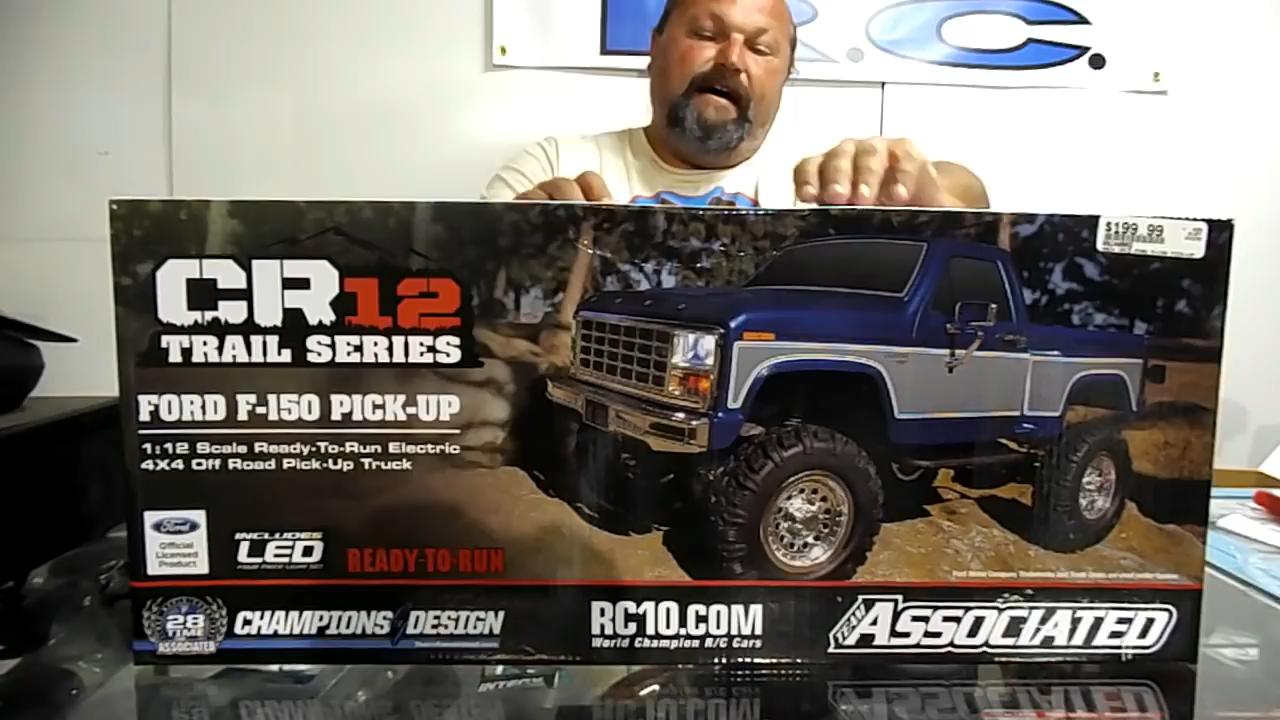 R.C.
$199.99
CR12
TRAIL SERIES
FORD F-150 PICK-UP
1:12 Scale Ready-To-Run Electric
4X4 Off Road Pick-Up Truck
Ford
Official
Licensed
Product
INCLUDES
LED
READY-TO-RUN
28
TIME
ASSOCIATED
CHAMPIONS by DESIGN
RC10.COM
World Champion R/C Cars
TEAM ASSOCIATED